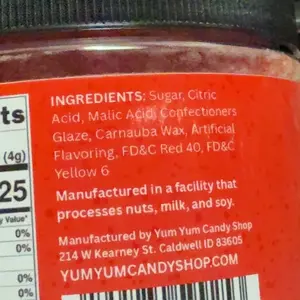 INGREDIENTS: Sugar, Citric
Acid, Malic Acid, Confectioners
Glaze, Carnauba Wax, Artificial
Flavoring, FD&C Red 40, FD&C
Yellow 6
Manufactured in a facility that
processes nuts, milk, and soy.
Manufactured by Yum Yum Candy Shop
214 W Kearney St. Caldwell ID 83605
YUMYUMCANDYSHOP.COM
ts
(4g)
25
Value*
0%
0%
0%
0%